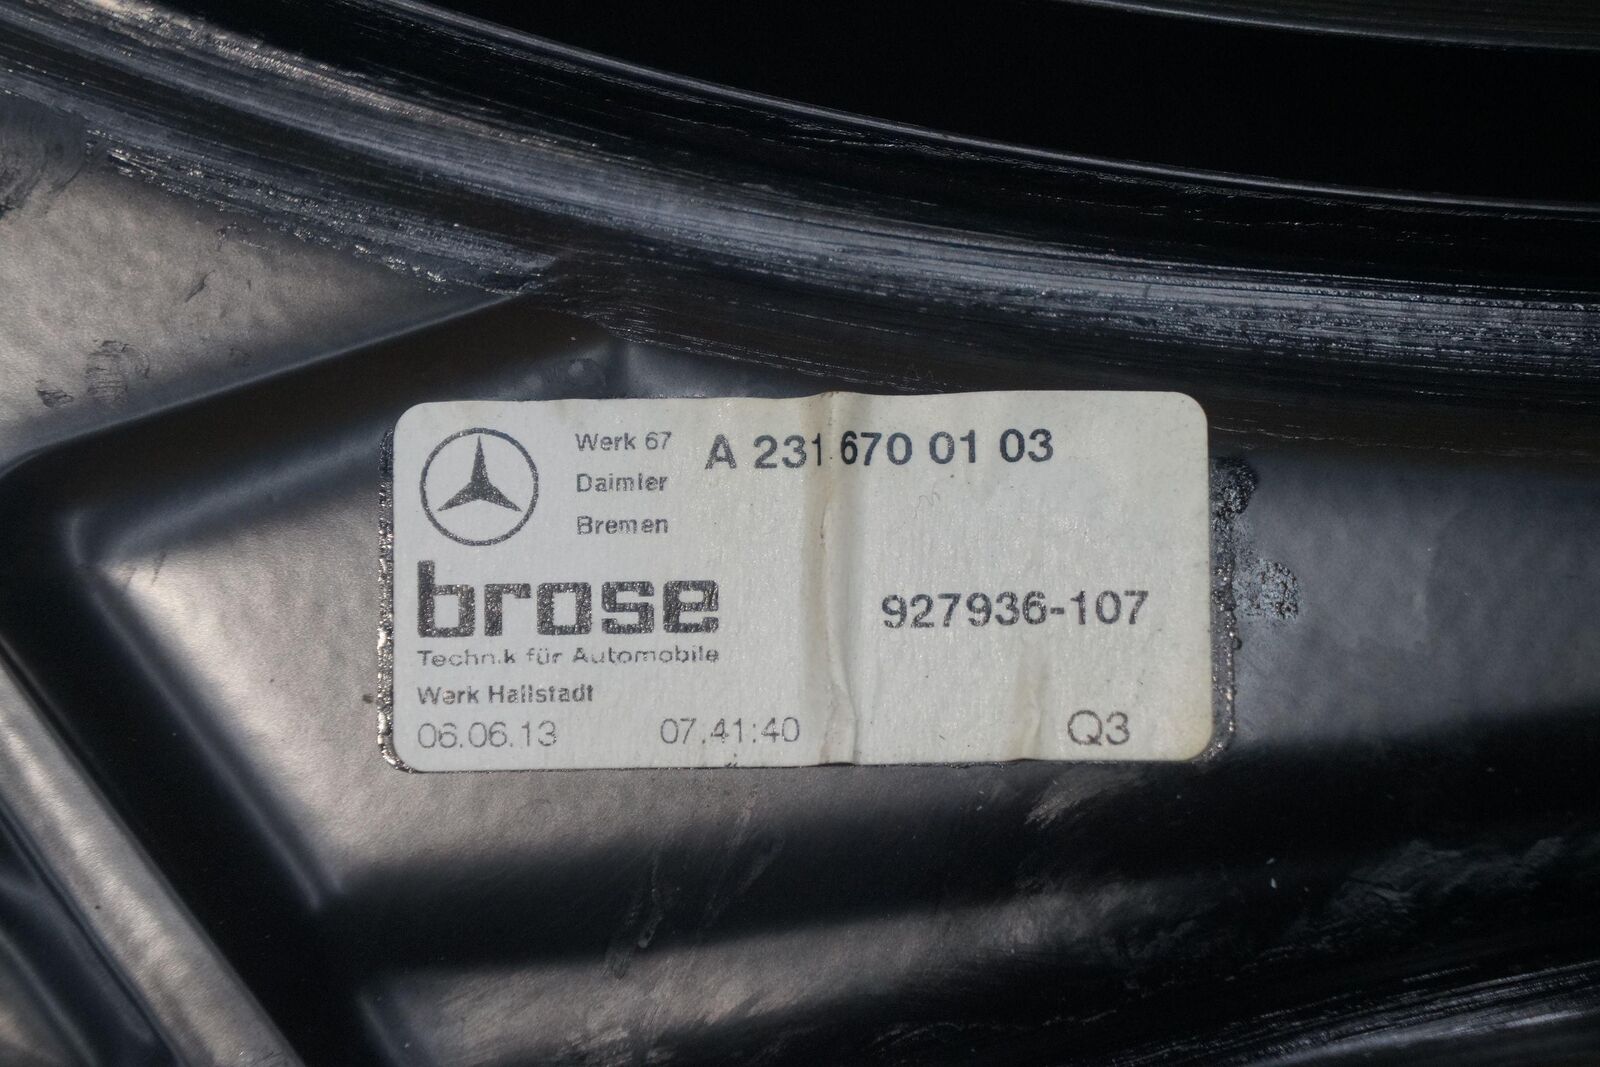 Werk 67 A 231 670 01 03
Daimler
Bremen
brose 927936-107
Technik für Automobile
Werk Hallstadt
06.06.13 07.41:40 Q3